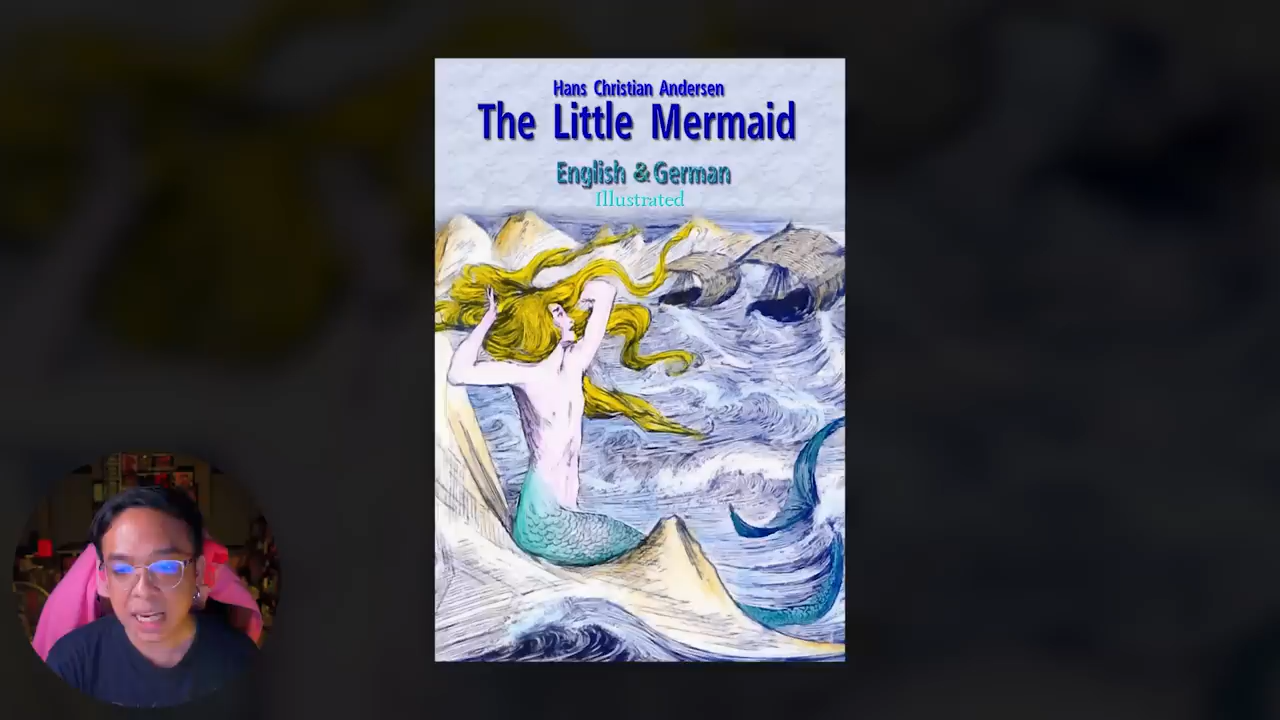 Hans Christian Andersen
The Little Mermaid
English & German
Illustrated